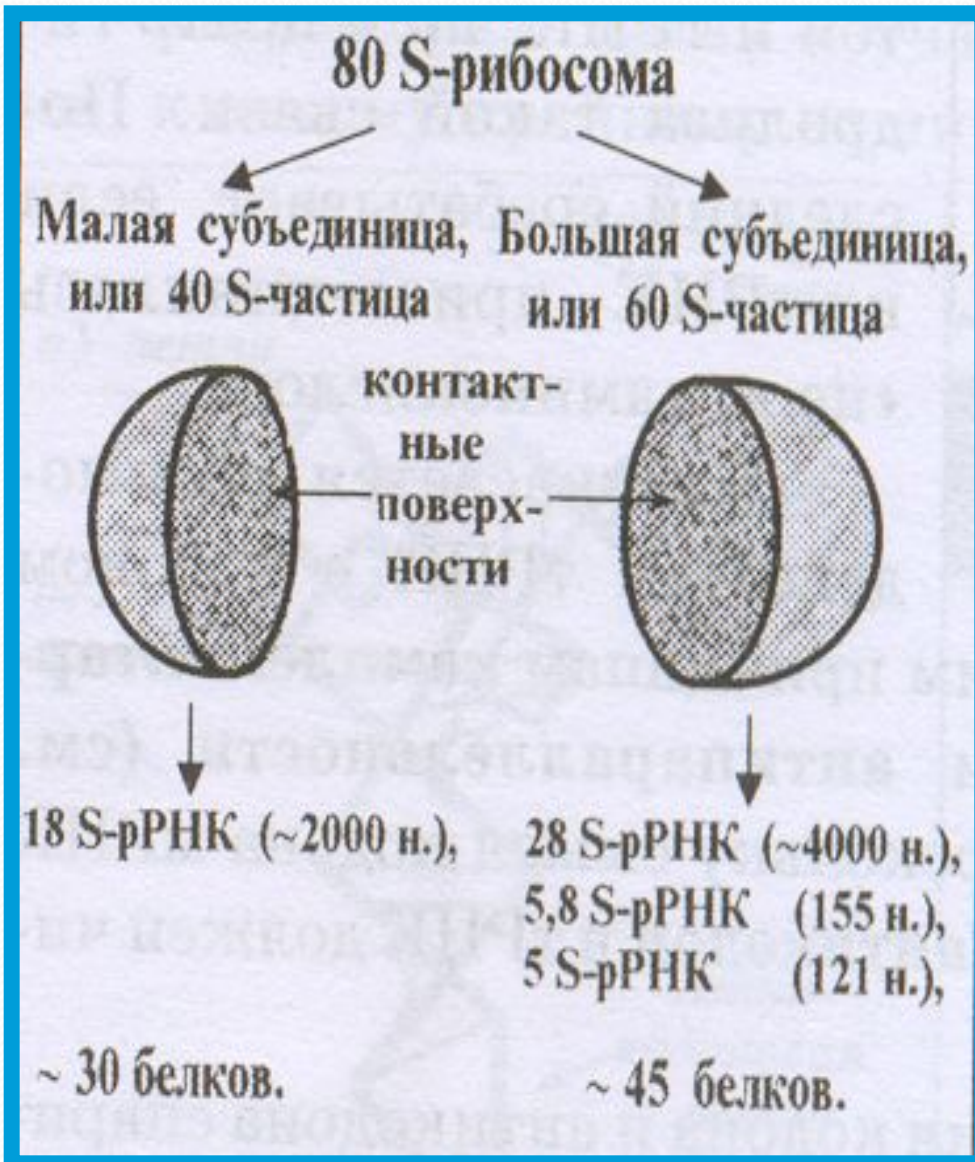 80 S-рибосома
Малая субъединица,
или 40 S-частица
Большая субъединица,
или 60 S-частица
контакт-
ные
поверх-
ности
18 S-рРНК (~2000 н.),
~ 30 белков.
28 S-рРНК (~4000 н.),
5,8 S-рРНК (155 н.),
5 S-рРНК (121 н.),
~ 45 белков.